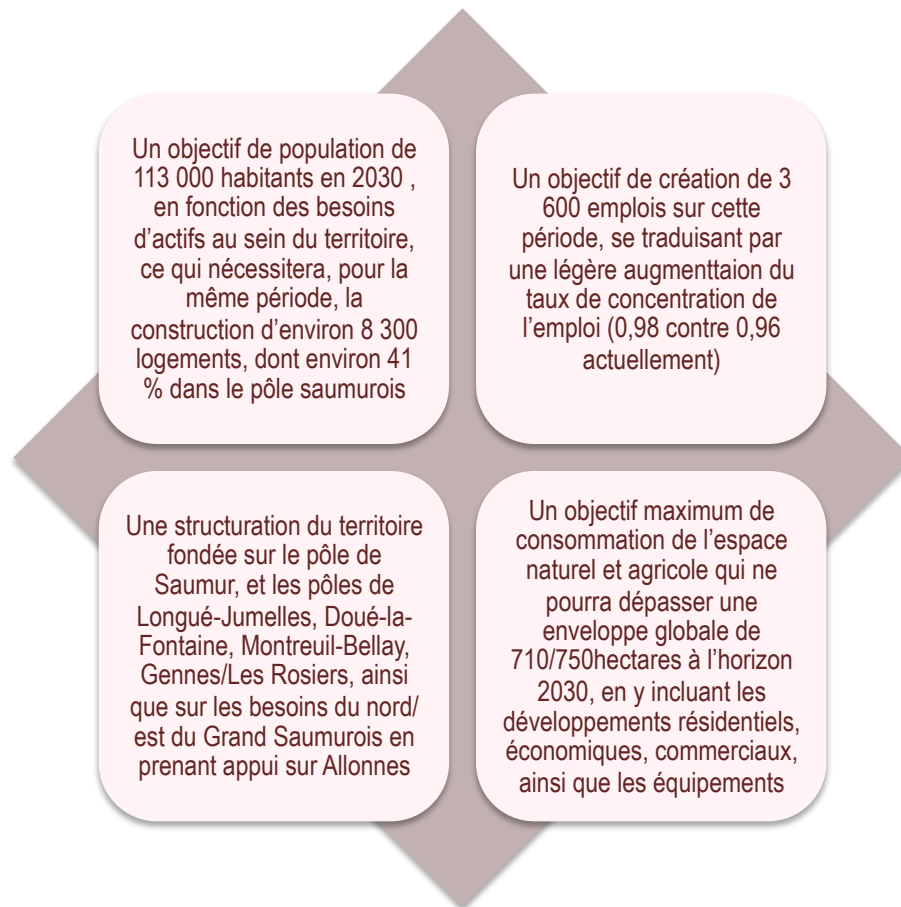 Un objectif de population de
113 000 habitants en 2030 ,
en fonction des besoins
d’actifs au sein du territoire,
ce qui nécessitera, pour la
même période, la
construction d’environ 8 300
logements, dont environ 41
% dans le pôle saumurois
Un objectif de création de 3
600 emplois sur cette
période, se traduisant par
une légère augmenttaion du
taux de concentration de
l’emploi (0,98 contre 0,96
actuellement)
Une structuration du territoire
fondée sur le pôle de
Saumur, et les pôles de
Longué-Jumelles, Doué-la-
Fontaine, Montreuil-Bellay,
Gennes/Les Rosiers, ainsi
que sur les besoins du nord/
est du Grand Saumurois en
prenant appui sur Allonnes
Un objectif maximum de
consommation de l’espace
naturel et agricole qui ne
pourra dépasser une
enveloppe globale de
710/750hectares à l’horizon
2030, en y incluant les
développements résidentiels,
économiques, commerciaux,
ainsi que les équipements